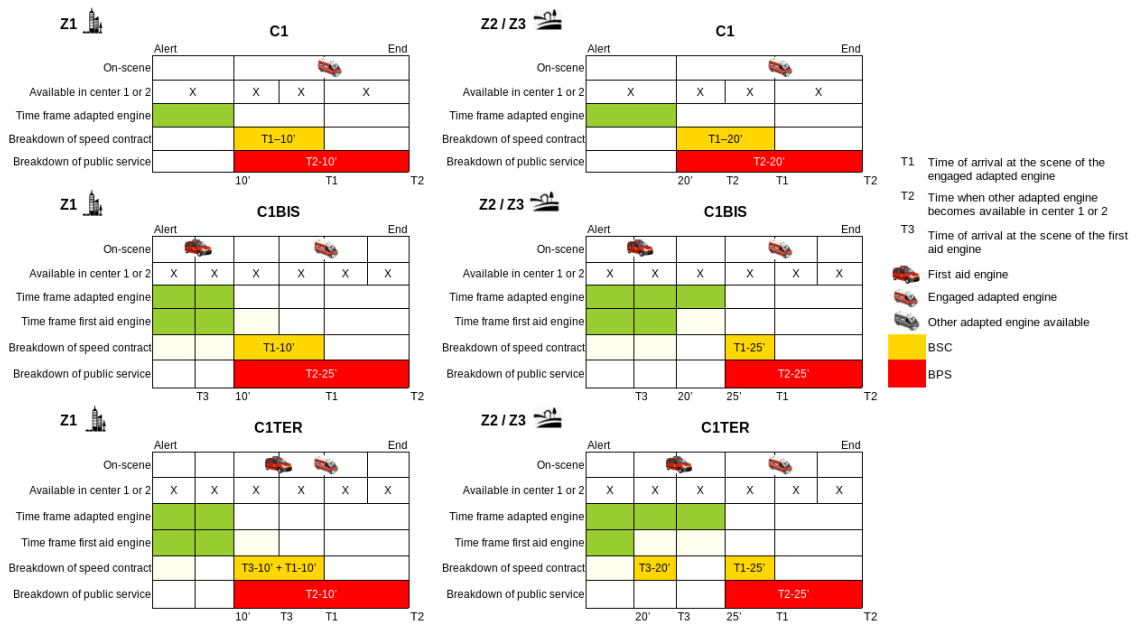 Z1
C1
Alert
End
On-scene
Available in center 1 or 2
X
X
X
X
Time frame adapted engine
Breakdown of speed contract
T1–10’
Breakdown of public service
T2-10’
10’
T1
T2
Z2 / Z3
C1
Alert
End
On-scene
Available in center 1 or 2
X
X
X
X
Time frame adapted engine
Breakdown of speed contract
T1–20’
Breakdown of public service
T2-20’
20’
T2
T1
T2
Z1
C1BIS
Alert
End
On-scene
Available in center 1 or 2
X
X
X
X
X
X
Time frame adapted engine
Time frame first aid engine
Breakdown of speed contract
T1-10’
Breakdown of public service
T2-25’
T3
10’
T1
T2
Z2 / Z3
C1BIS
Alert
End
On-scene
Available in center 1 or 2
X
X
X
X
X
X
Time frame adapted engine
Time frame first aid engine
Breakdown of speed contract
T1-25’
Breakdown of public service
T2-25’
T3
20’
25’
T1
T2
Z1
C1TER
Alert
End
On-scene
Available in center 1 or 2
X
X
X
X
X
X
Time frame adapted engine
Time frame first aid engine
Breakdown of speed contract
T3-10’ + T1-10’
Breakdown of public service
T2-10’
10’
T3
T1
T2
Z2 / Z3
C1TER
Alert
End
On-scene
Available in center 1 or 2
X
X
X
X
X
X
Time frame adapted engine
Time frame first aid engine
Breakdown of speed contract
T3-20’
T1-25’
Breakdown of public service
T2-25’
20’
T3
25’
T1
T2
T1
Time of arrival at the scene of the
engaged adapted engine
T2
Time when other adapted engine
becomes available in center 1 or 2
T3
Time of arrival at the scene of the first
aid engine
First aid engine
Engaged adapted engine
Other adapted engine available
BSC
BPS